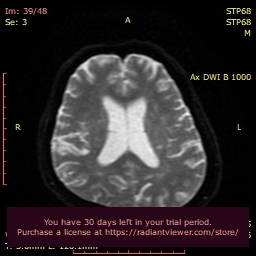 Im: 39/48 STP68
Se: 3 STP68
M
A
Ax DWI B 1000
R L
You have 30 days left in your trial period.
Purchase a license at https://radiantviewer.com/store/